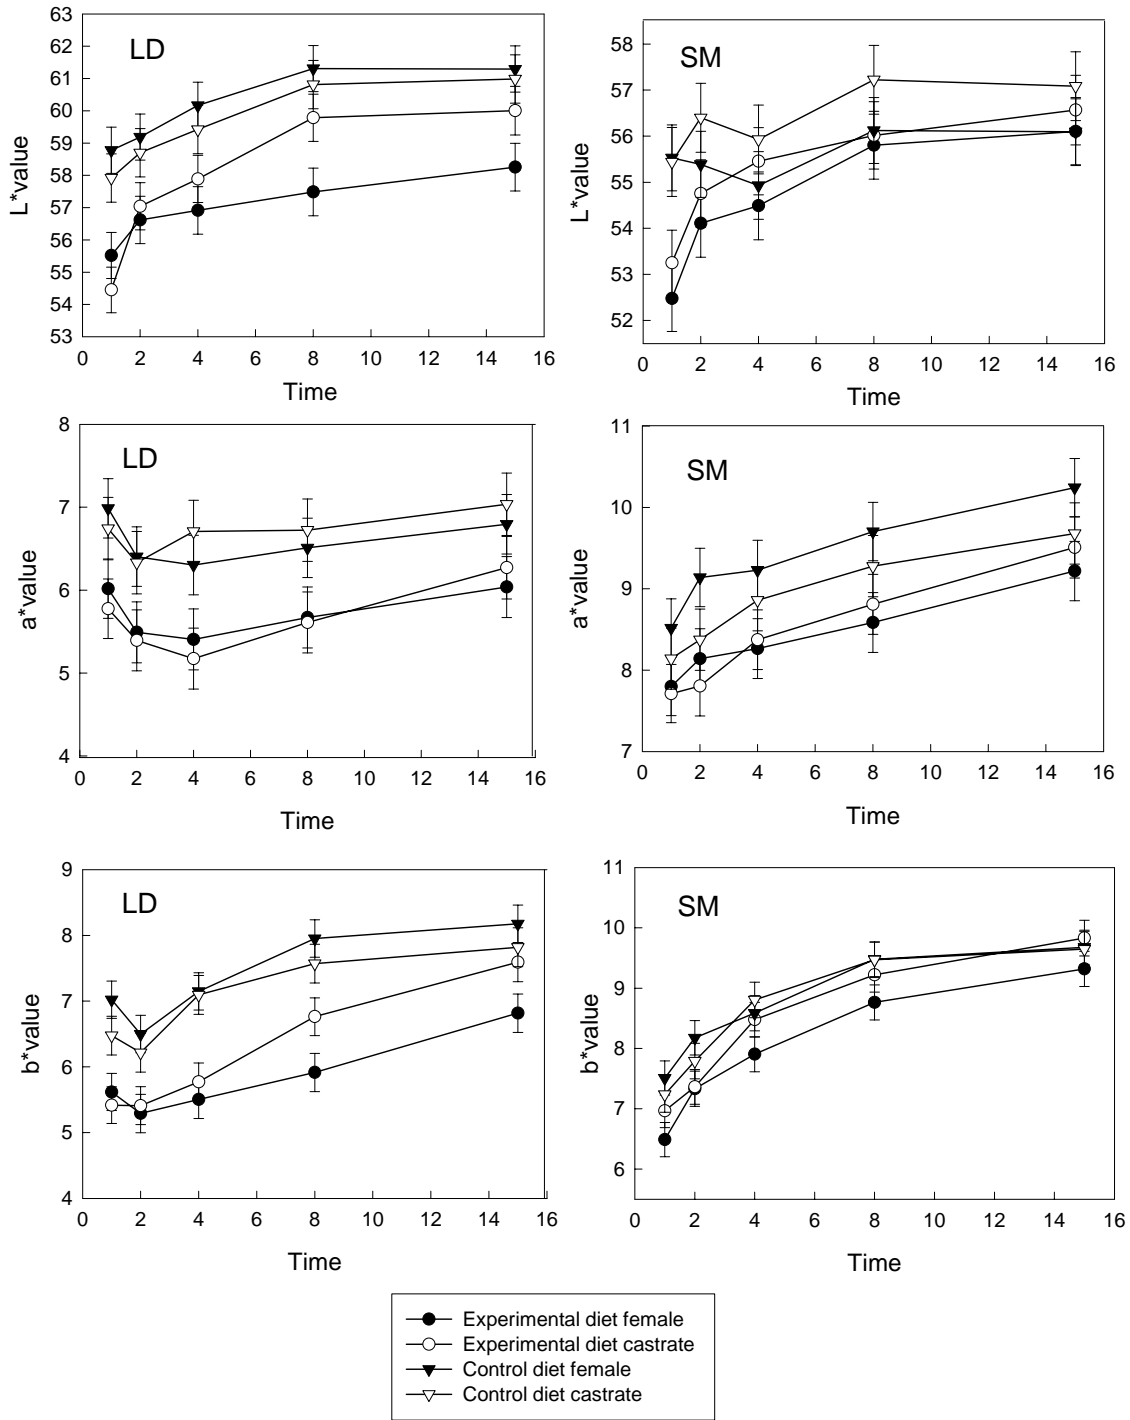 LD
63
62
61
60
59
58
57
56
55
54
53
L*value
0 2 4 6 8 10 12 14 16
Time
SM
58
57
56
55
54
53
52
L*value
0 2 4 6 8 10 12 14 16
Time
LD
8
7
6
5
4
a*value
0 2 4 6 8 10 12 14 16
Time
SM
11
10
9
8
7
a*value
0 2 4 6 8 10 12 14 16
Time
LD
9
8
7
6
5
4
b*value
0 2 4 6 8 10 12 14 16
Time
SM
11
10
9
8
7
6
b*value
0 2 4 6 8 10 12 14 16
Time
Experimental diet female
Experimental diet castrate
Control diet female
Control diet castrate